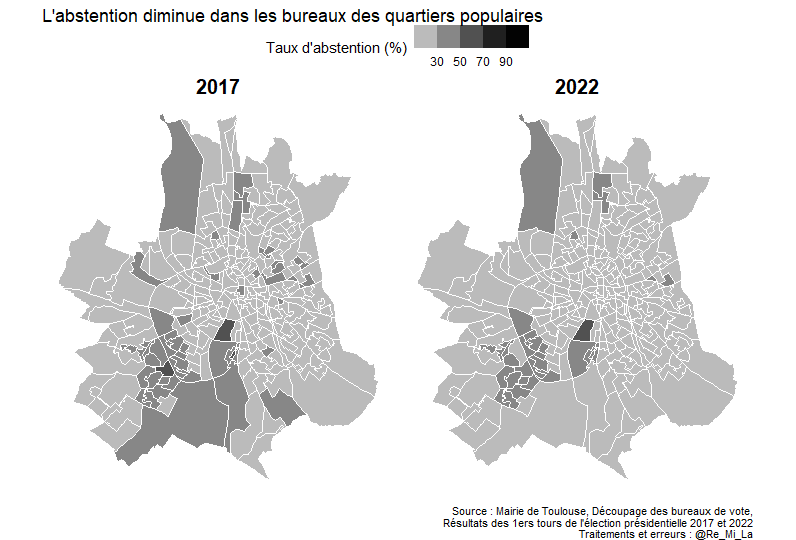 L'abstention diminue dans les bureaux des quartiers populaires
Taux d'abstention (%)
30 50 70 90
2017 2022
Source : Mairie de Toulouse, Découpage des bureaux de vote,
Résultats des 1ers tours de l'élection présidentielle 2017 et 2022
Traitements et erreurs : @Re_Mi_La